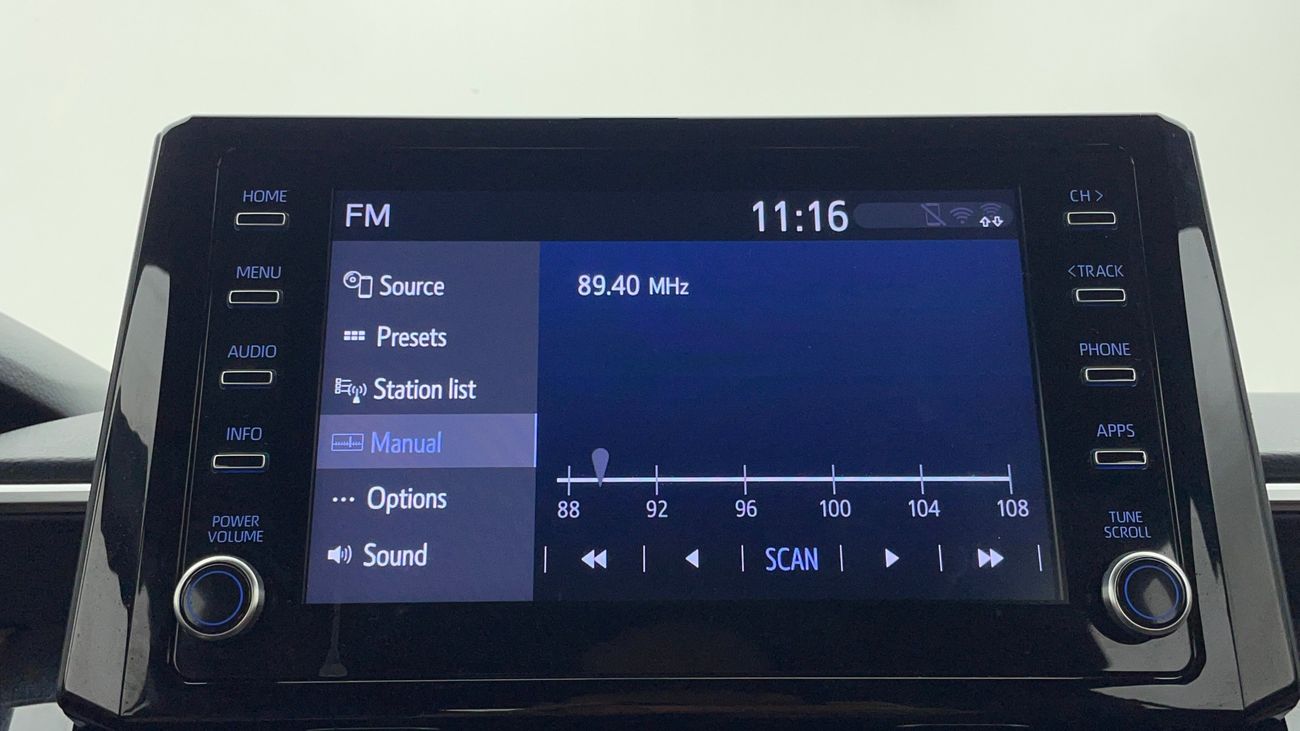 HOME
MENU
AUDIO
INFO
POWER
VOLUME
FM
11:16
Source
Presets
Station list
Manual
Options
Sound
89.40 MHz
88 92 96 100 104 108
SCAN
CH >
<TRACK
PHONE
APPS
TUNE
SCROLL